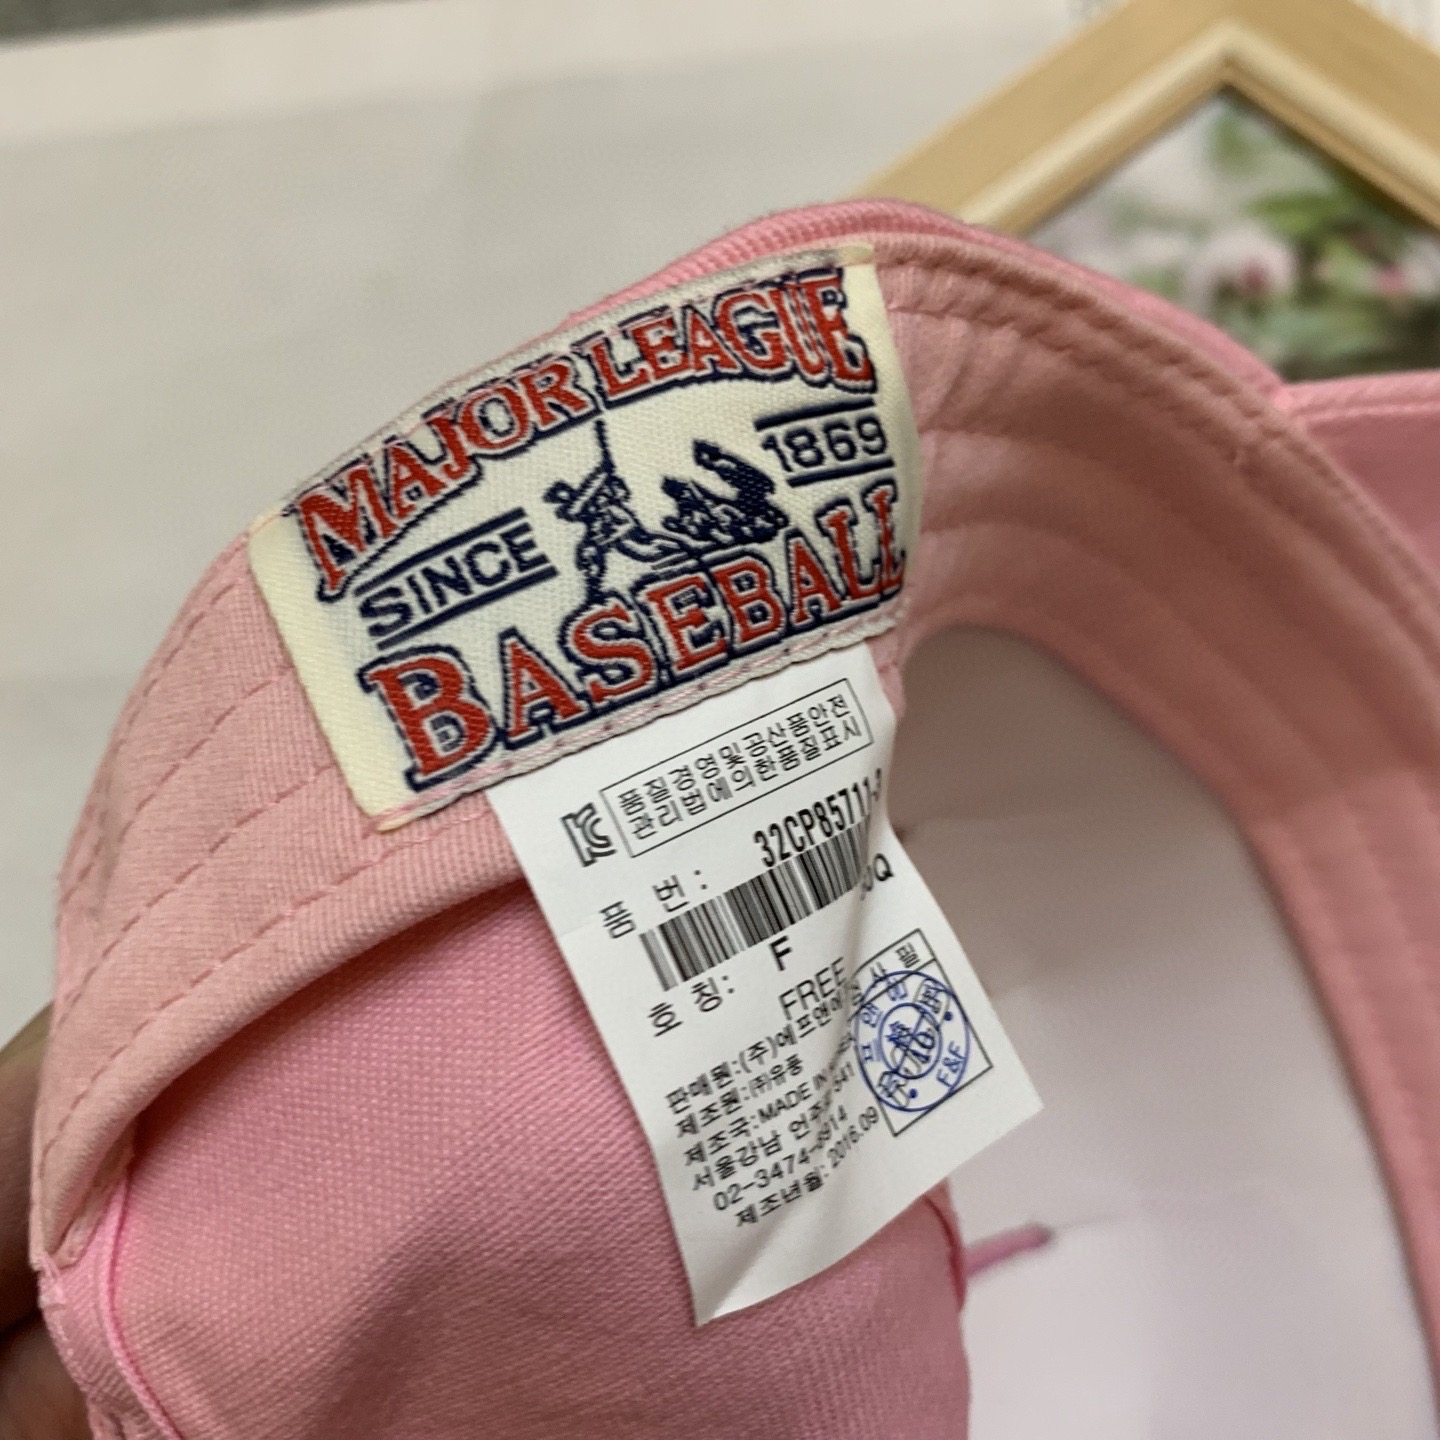 MAJOR LEAGUE
SINCE
1869
BASEBALL
품질경영및공산품안전
관리법에의한품질표시
품 번: 32CP85711-
호 칭: F
FREE
판매원:(주)에프앤에
제조원:(주)유풍
제조국:MADE IN
서울강남 언주 541
02-3474-8914
제조년월: 2016.09
필
F&F